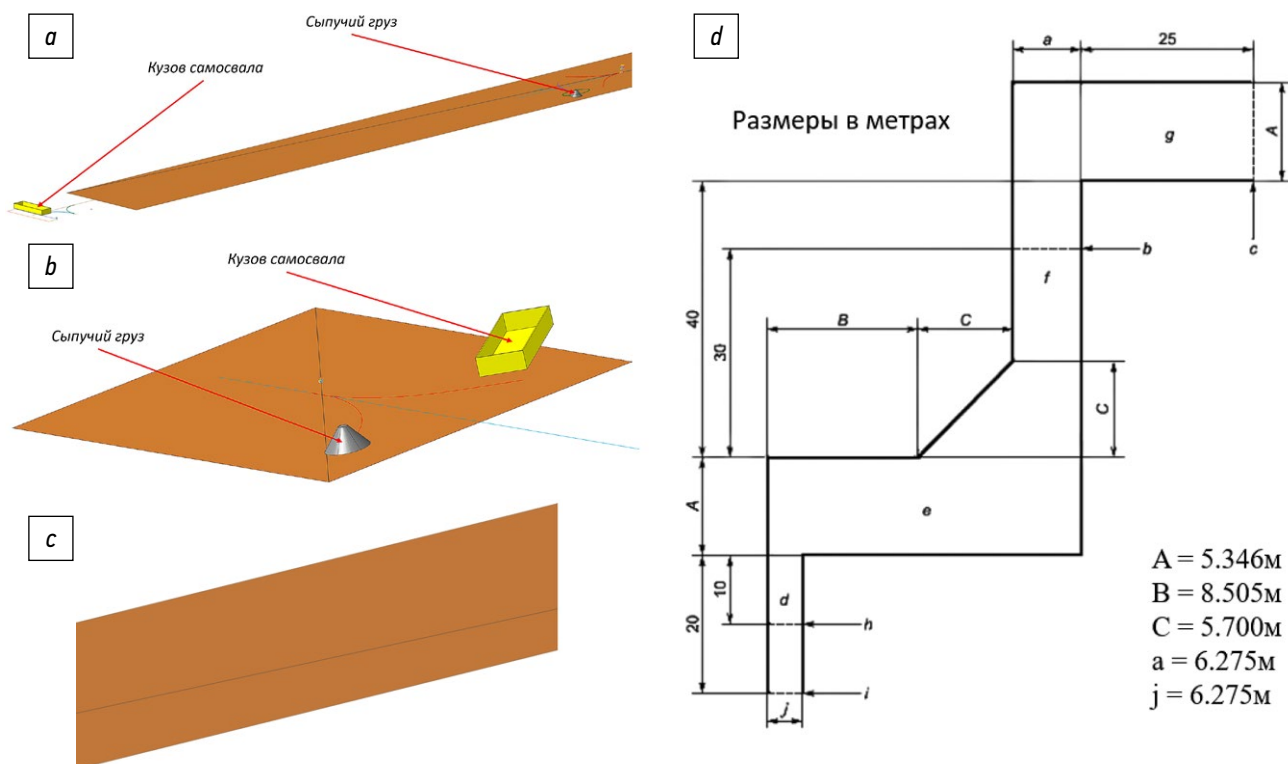 a
Сыпучий груз
Кузов самосвала
b
Кузов самосвала
Сыпучий груз
c
d
Размеры в метрах
a
25
A
g
b
c
f
40
30
B
C
C
A
e
20
10
d
h
i
j
A = 5.346м
B = 8.505м
C = 5.700м
a = 6.275м
j = 6.275м